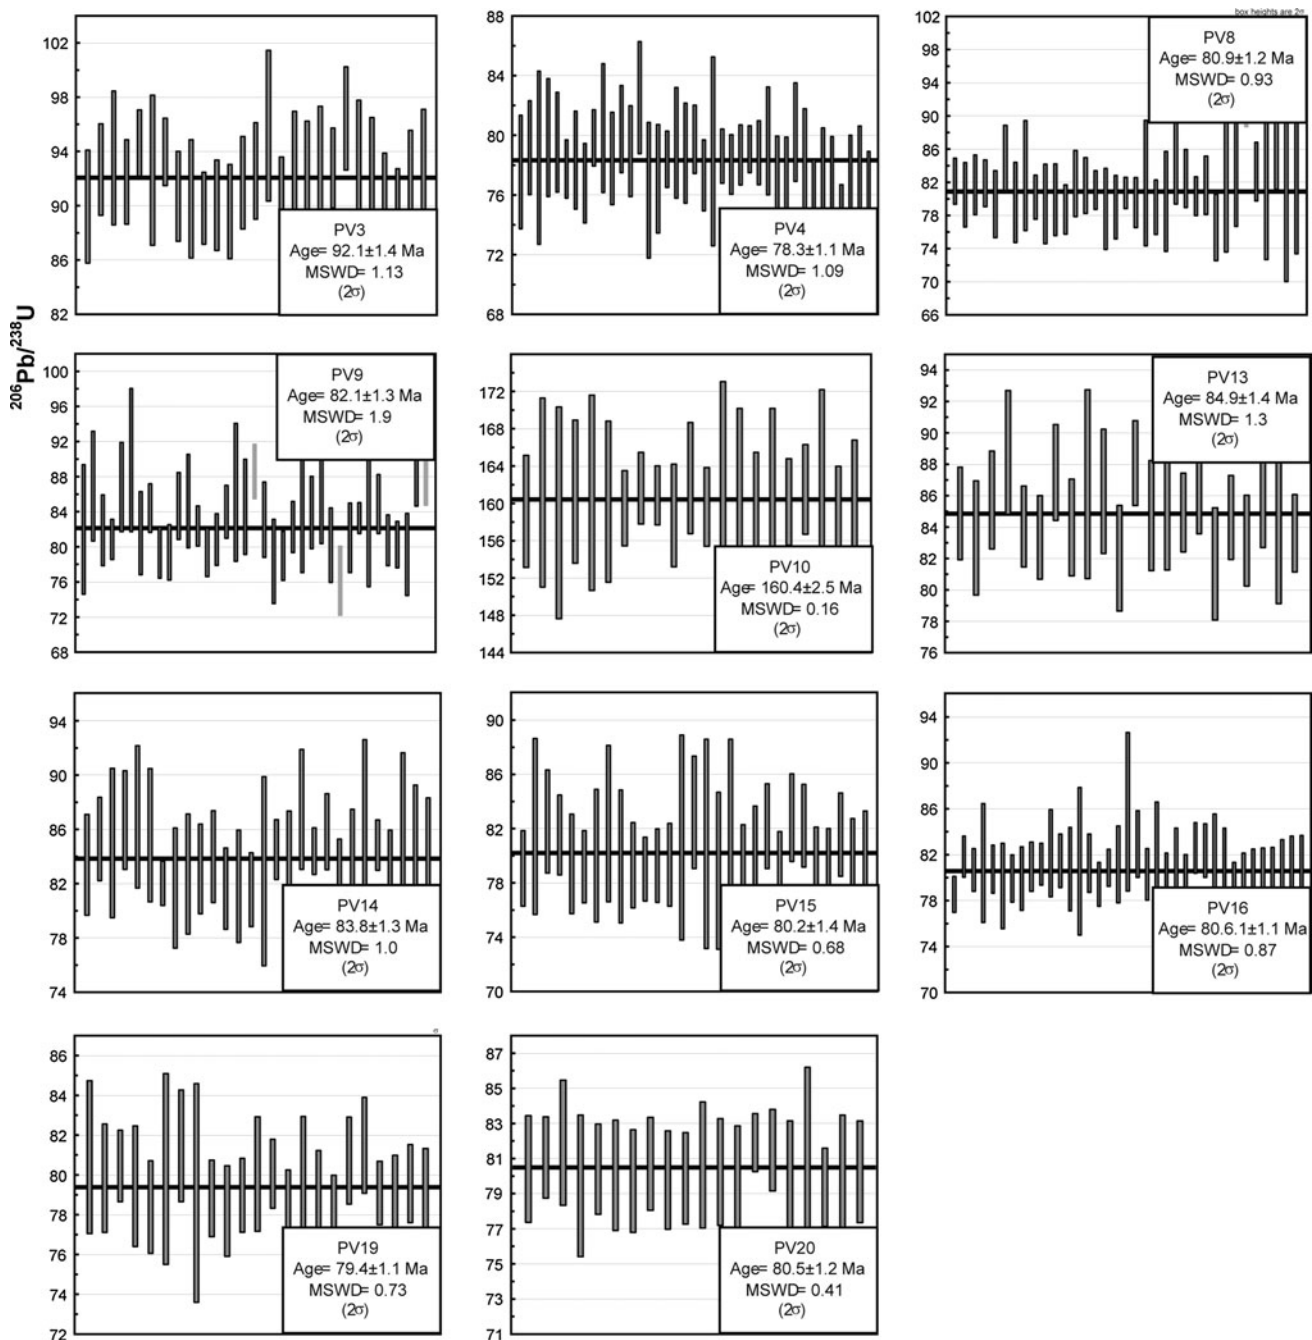 box heights are 2σ
206Pb/238U
102
98
94
90
86
82
PV3
Age= 92.1±1.4 Ma
MSWD= 1.13
(2σ)
88
84
80
76
72
68
PV4
Age= 78.3±1.1 Ma
MSWD= 1.09
(2σ)
102
98
94
90
86
82
78
74
70
66
PV8
Age= 80.9±1.2 Ma
MSWD= 0.93
(2σ)
100
96
92
88
84
80
76
72
68
PV9
Age= 82.1±1.3 Ma
MSWD= 1.9
(2σ)
172
168
164
160
156
152
148
144
PV10
Age= 160.4±2.5 Ma
MSWD= 0.16
(2σ)
94
92
90
88
86
84
82
80
78
76
PV13
Age= 84.9±1.4 Ma
MSWD= 1.3
(2σ)
94
90
86
82
78
74
PV14
Age= 83.8±1.3 Ma
MSWD= 1.0
(2σ)
90
86
82
78
74
70
PV15
Age= 80.2±1.4 Ma
MSWD= 0.68
(2σ)
94
90
86
82
78
74
70
PV16
Age= 80.6.1±1.1 Ma
MSWD= 0.87
(2σ)
σ
86
84
82
80
78
76
74
72
PV19
Age= 79.4±1.1 Ma
MSWD= 0.73
(2σ)
87
85
83
81
79
77
75
73
71
PV20
Age= 80.5±1.2 Ma
MSWD= 0.41
(2σ)